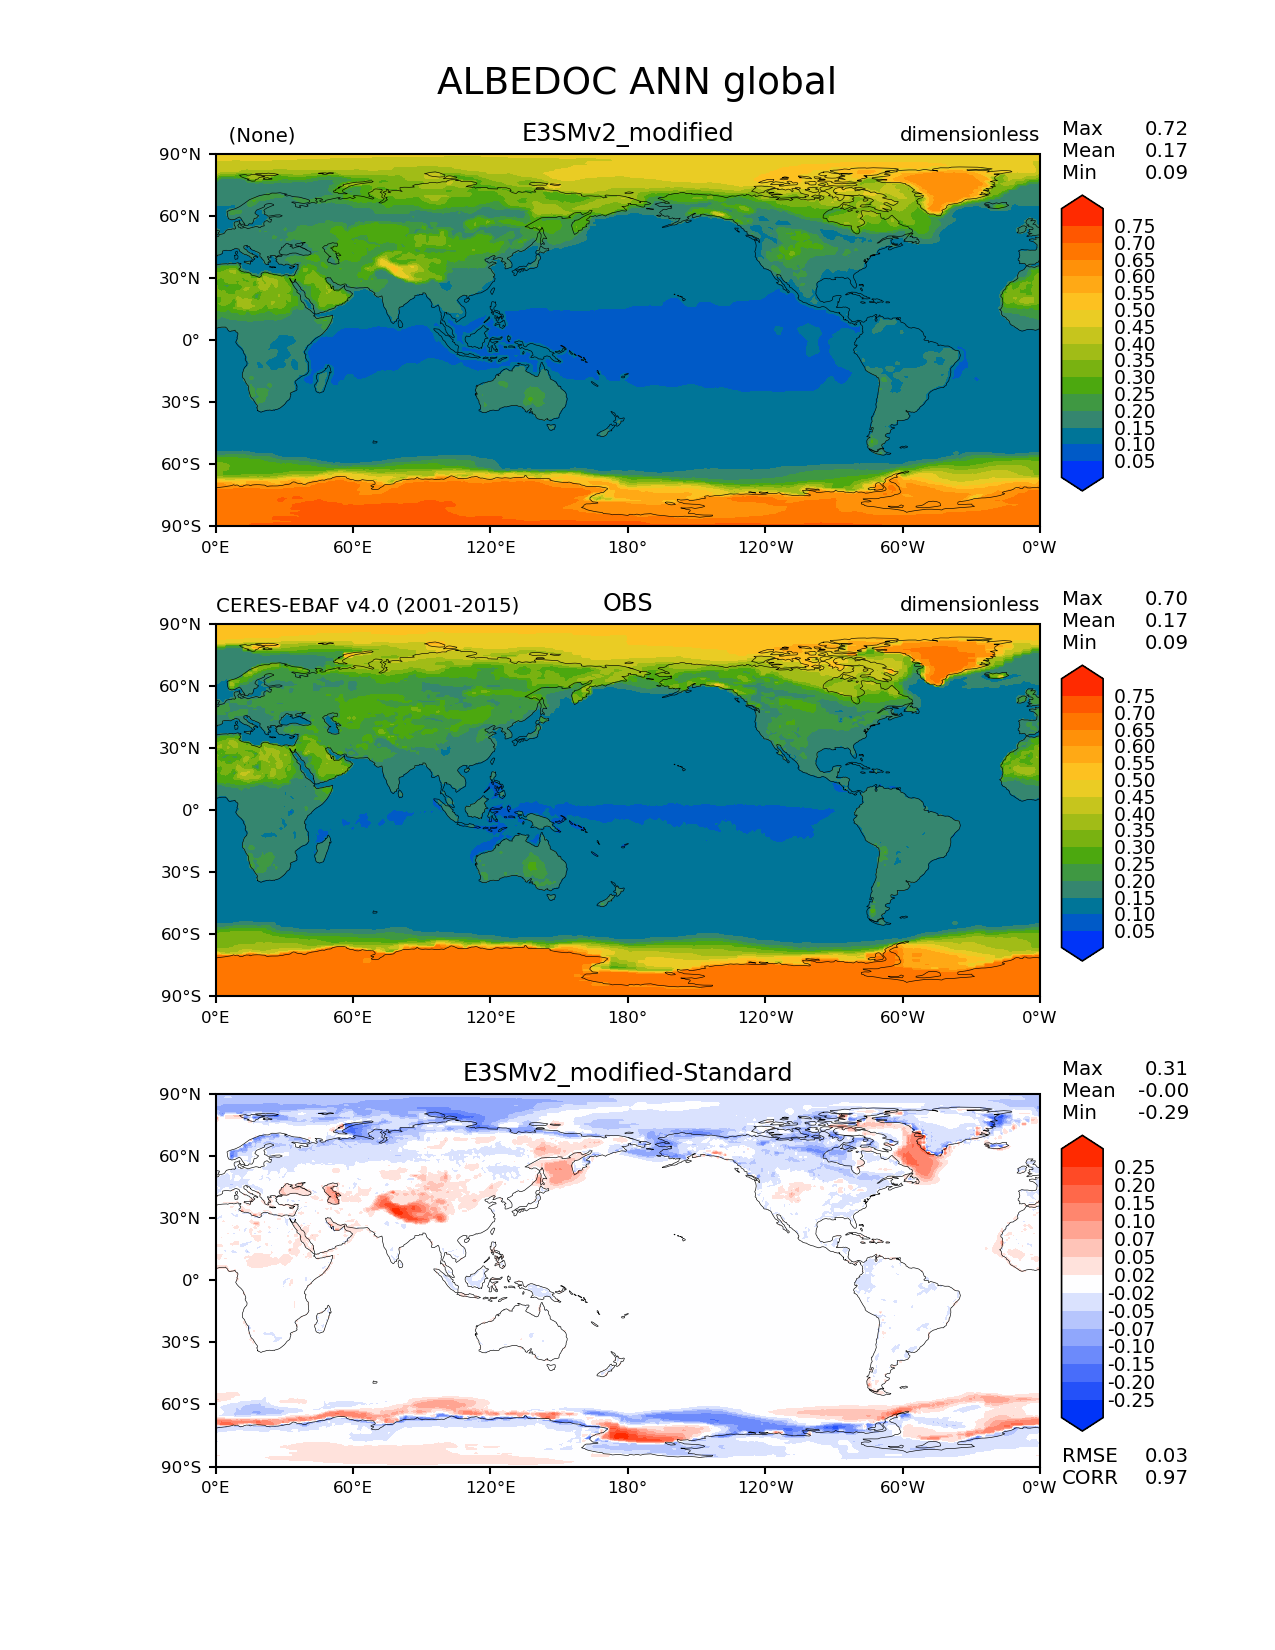 ALBEDOC ANN global
(None) E3SMv2_modified dimensionless
Max 0.72
Mean 0.17
Min 0.09
90°N
60°N
30°N
0°
30°S
60°S
90°S
0°E 60°E 120°E 180° 120°W 60°W 0°W
0.75
0.70
0.65
0.60
0.55
0.50
0.45
0.40
0.35
0.30
0.25
0.20
0.15
0.10
0.05
CERES-EBAF v4.0 (2001-2015) OBS dimensionless
Max 0.70
Mean 0.17
Min 0.09
90°N
60°N
30°N
0°
30°S
60°S
90°S
0°E 60°E 120°E 180° 120°W 60°W 0°W
0.75
0.70
0.65
0.60
0.55
0.50
0.45
0.40
0.35
0.30
0.25
0.20
0.15
0.10
0.05
E3SMv2_modified-Standard
Max 0.31
Mean -0.00
Min -0.29
90°N
60°N
30°N
0°
30°S
60°S
90°S
0°E 60°E 120°E 180° 120°W 60°W 0°W
0.25
0.20
0.15
0.10
0.07
0.05
0.02
-0.02
-0.05
-0.07
-0.10
-0.15
-0.20
-0.25
RMSE 0.03
CORR 0.97